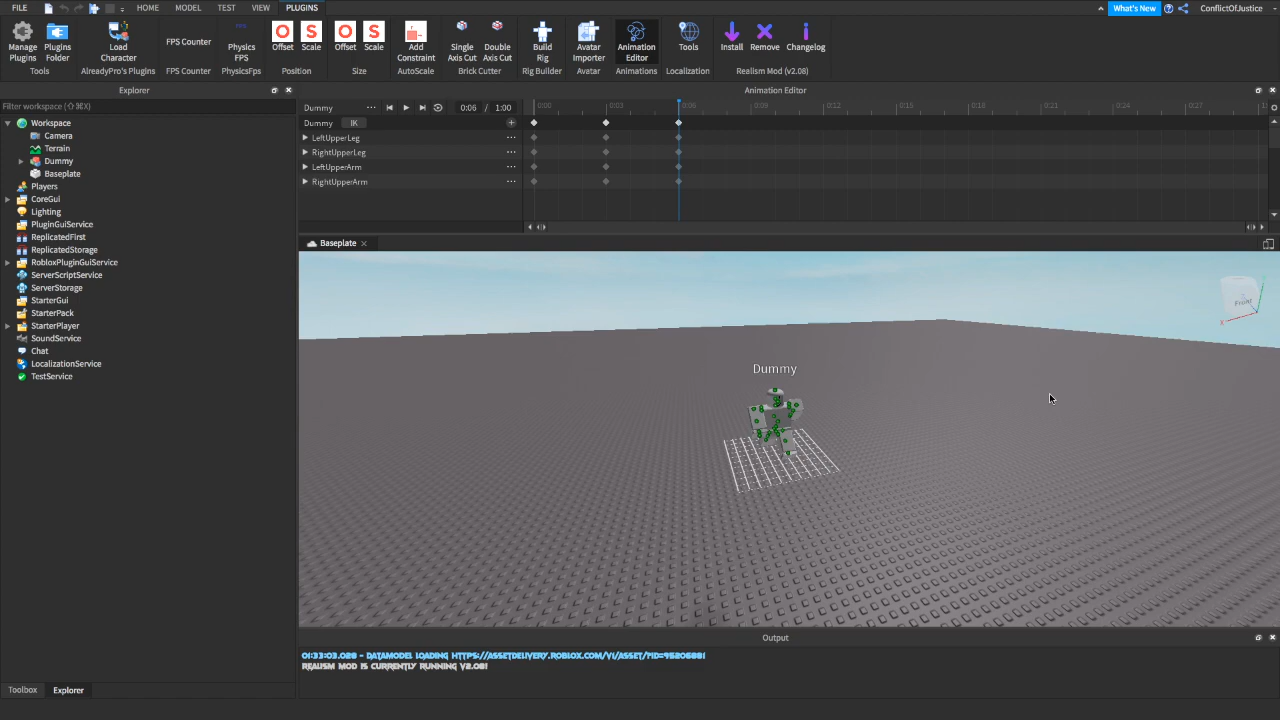 FILE HOME MODEL TEST VIEW PLUGINS What's New ConflictOfJustice
Manage Plugins
Plugins Folder
Load Character
FPS Counter
Physics FPS
Offset
Scale
Offset
Scale
Add Constraint
Single Axis Cut
Double Axis Cut
Build Rig
Avatar Importer
Animation Editor
Tools
Install
Remove
Changelog
Tools AlreadyPro's Plugins FPS Counter PhysicsFps Position Size AutoScale Brick Cutter Rig Builder Avatar Animations Localization Realism Mod (v2.08)
Explorer
Filter workspace (⇧⌘X)
Workspace
Camera
Terrain
Dummy
Baseplate
Players
CoreGui
Lighting
PluginGuiService
ReplicatedFirst
ReplicatedStorage
RobloxPluginGuiService
ServerScriptService
ServerStorage
StarterGui
StarterPack
StarterPlayer
SoundService
Chat
LocalizationService
TestService
Toolbox Explorer
Animation Editor
Dummy ... 0:06 / 1:00 0:00 0:03 0:06 0:09 0:12 0:15 0:18 0:21 0:24 0:27
Dummy IK
LeftUpperLeg ...
RightUpperLeg ...
LeftUpperArm ...
RightUpperArm ...
Baseplate
Front
X
Dummy
Output
01:33:03.028 - DATAMODEL LOADING HTTPS://ASSETDELIVERY.ROBLOX.COM/V1/ASSET/?ID=95205881
REALISM MOD IS CURRENTLY RUNNING V2.08!